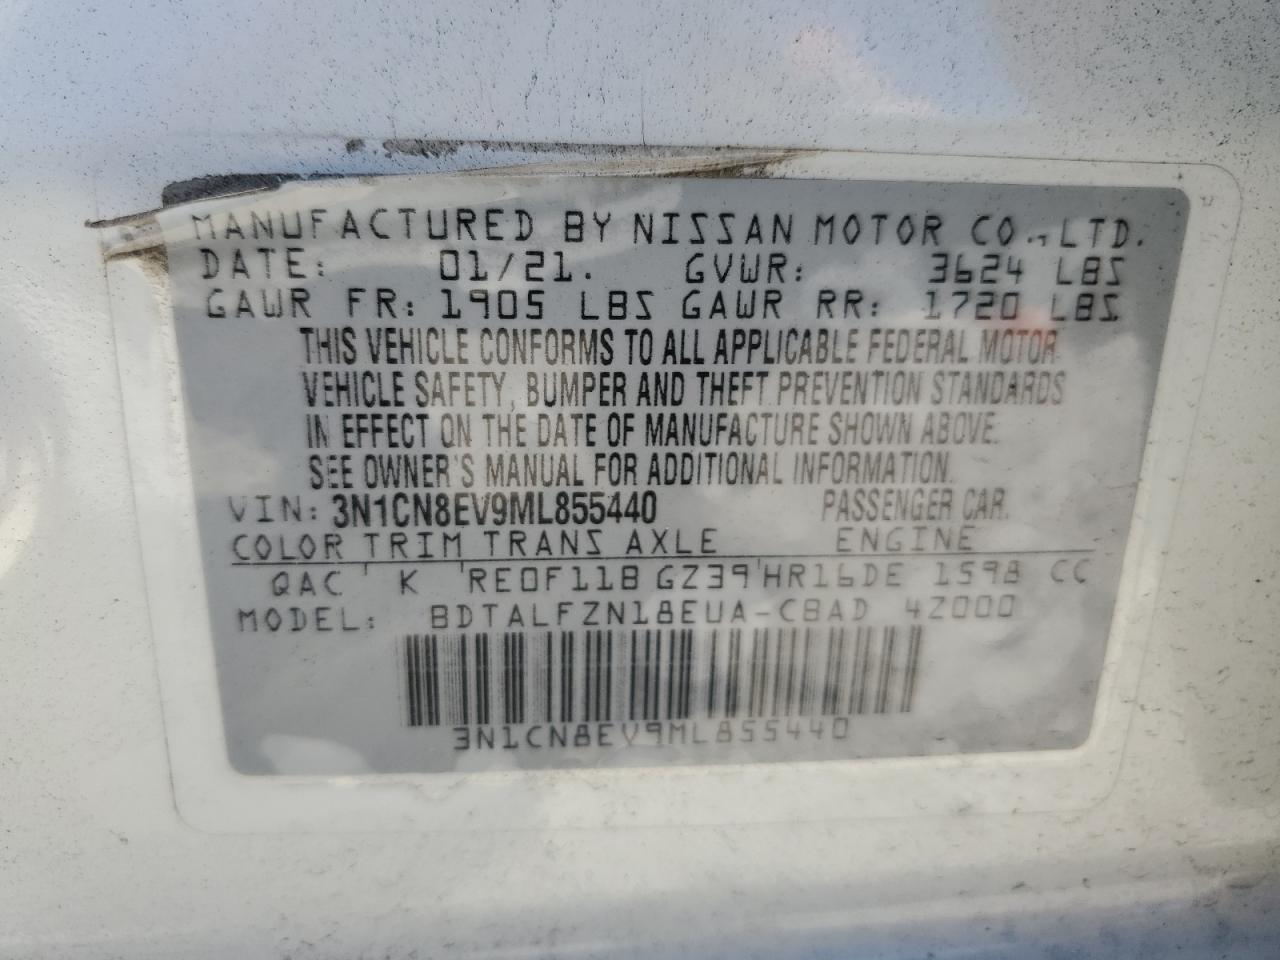 MANUFACTURED BY NISSAN MOTOR CO., LTD.
DATE: 01/21. GVWR: 3624 LBS
GAWR FR: 1905 LBS GAWR RR: 1720 LBS
THIS VEHICLE CONFORMS TO ALL APPLICABLE FEDERAL MOTOR
VEHICLE SAFETY, BUMPER AND THEFT PREVENTION STANDARDS
IN EFFECT ON THE DATE OF MANUFACTURE SHOWN ABOVE.
SEE OWNER'S MANUAL FOR ADDITIONAL INFORMATION.
VIN: 3N1CN8EV9ML855440 PASSENGER CAR.
COLOR TRIM TRANS AXLE ENGINE
QAC ' K 'RE0F11B GZ39'HR16DE 1598 CC
MODEL: BDTALFZN18EUA-CBAD 4Z000
3N1CN8EV9ML855440